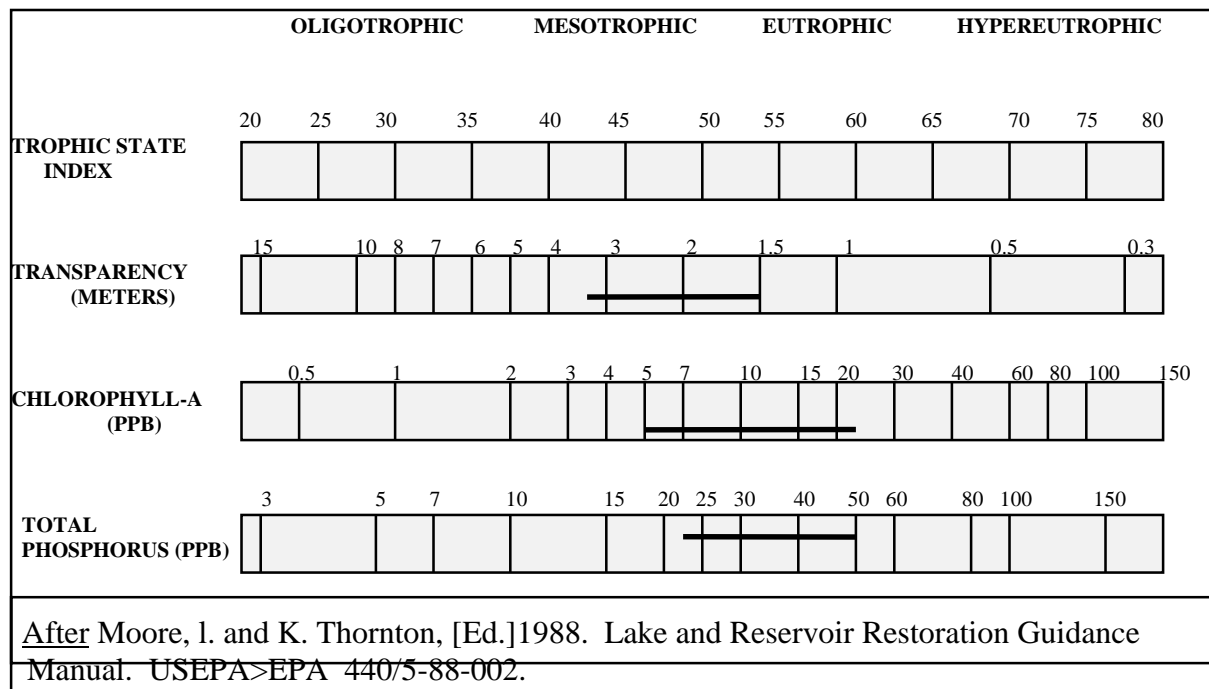 OLIGOTROPHIC MESOTROPHIC EUTROPHIC HYPEREUTROPHIC
20 25 30 35 40 45 50 55 60 65 70 75 80
TROPHIC STATE
INDEX
15 10 8 7 6 5 4 3 2 1.5 1 0.5 0.3
TRANSPARENCY
(METERS)
0.5 1 2 3 4 5 7 10 15 20 30 40 60 80 100 150
CHLOROPHYLL-A
(PPB)
3 5 7 10 15 20 25 30 40 50 60 80 100 150
TOTAL
PHOSPHORUS (PPB)
After Moore, l. and K. Thornton, [Ed.]1988. Lake and Reservoir Restoration Guidance
Manual. USEPA>EPA 440/5-88-002.